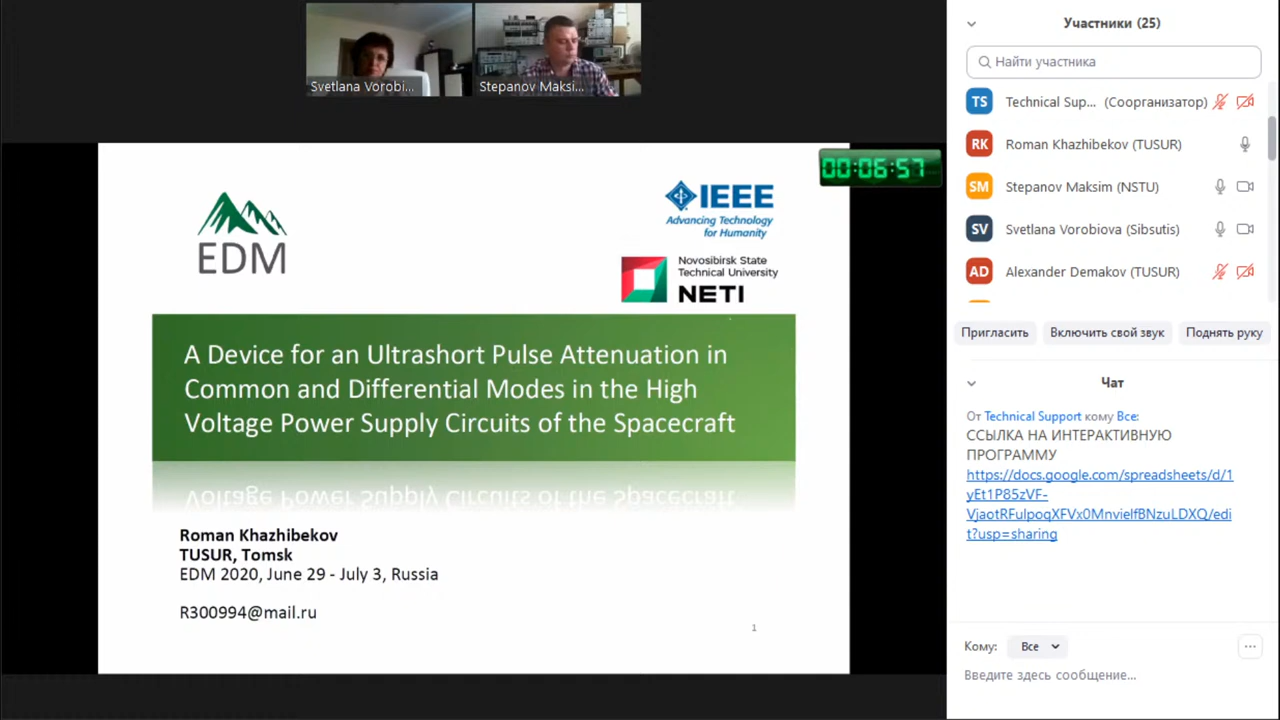 Svetlana Vorobi...
Stepanov Maksi...
00:06:57
EDM
IEEE
Advancing Technology
for Humanity
Novosibirsk State
Technical University
NETI
A Device for an Ultrashort Pulse Attenuation in
Common and Differential Modes in the High
Voltage Power Supply Circuits of the Spacecraft
Roman Khazhibekov
TUSUR, Tomsk
EDM 2020, June 29 - July 3, Russia
R300994@mail.ru
1
Участники (25)
Найти участника
TS Technical Sup... (Соорганизатор)
RK Roman Khazhibekov (TUSUR)
SM Stepanov Maksim (NSTU)
SV Svetlana Vorobiova (Sibsutis)
AD Alexander Demakov (TUSUR)
Пригласить Включить свой звук Поднять руку
Чат
От Technical Support кому Все:
ССЫЛКА НА ИНТЕРАКТИВНУЮ
ПРОГРАММУ
https://docs.google.com/spreadsheets/d/1
yEt1P85zVF-
VjaotRFulpoqXFVx0MnvielfBNzuLDXQ/edi
t?usp=sharing
Кому: Все
Введите здесь сообщение...